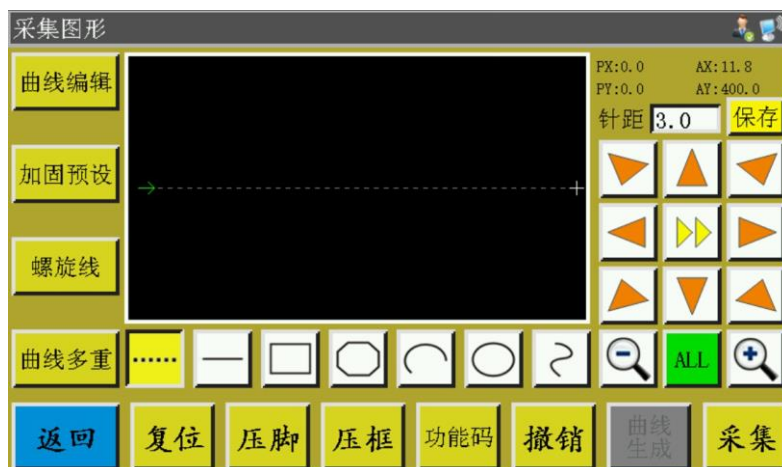 采集图形
曲线编辑
PX:0.0 AX:11.8
PY:0.0 AY:400.0
针距 3.0 保存
加固预设
螺旋线
曲线多重
ALL
返回 复位 压脚 压框 功能码 撤销 曲线 采集
生成